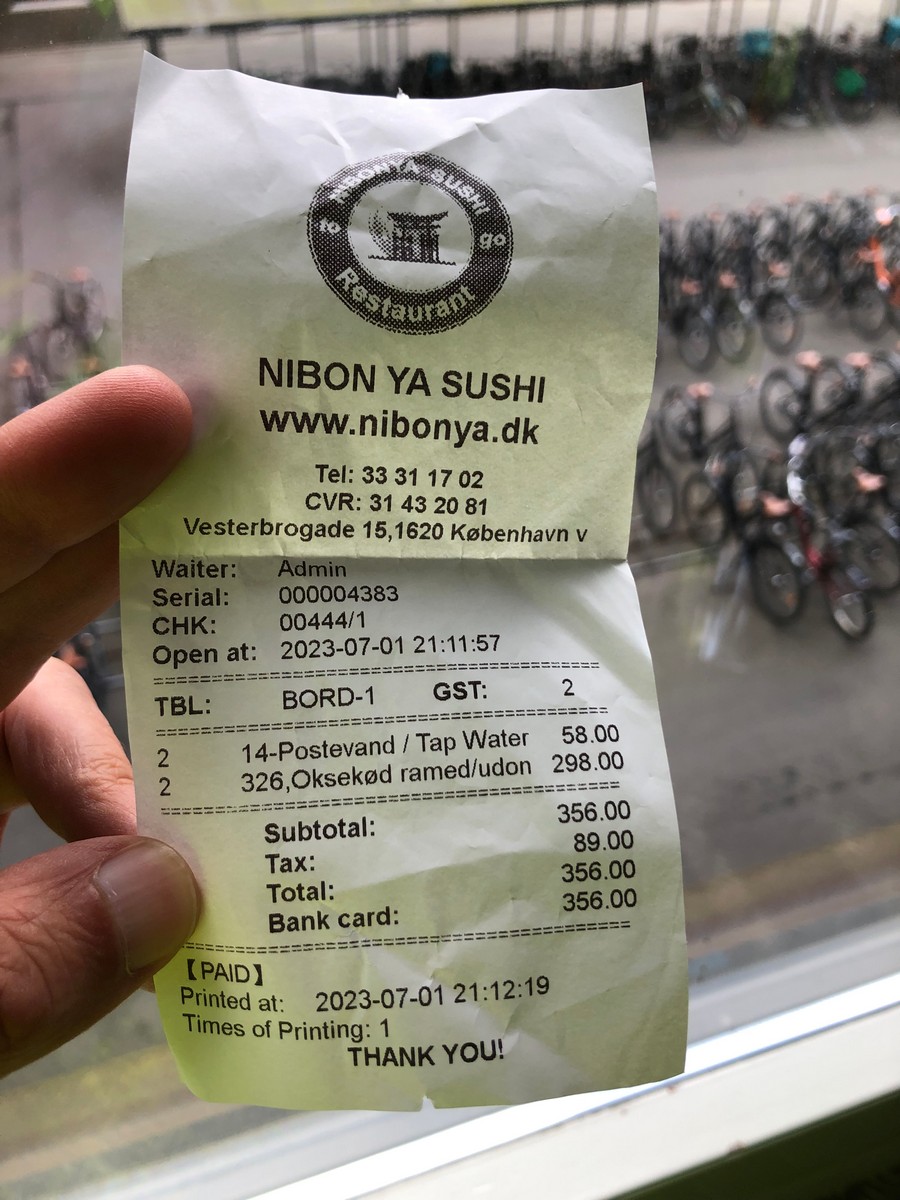 NIBONYA SUSHI
to go
Restaurant
NIBON YA SUSHI
www.nibonya.dk
Tel: 33 31 17 02
CVR: 31 43 20 81
Vesterbrogade 15,1620 København v
Waiter: Admin
Serial: 000004383
CHK: 00444/1
Open at: 2023-07-01 21:11:57
TBL: BORD-1 GST: 2
2 14-Postevand / Tap Water 58.00
2 326,Oksekød ramed/udon 298.00
Subtotal: 356.00
Tax: 89.00
Total: 356.00
Bank card: 356.00
【PAID】
Printed at: 2023-07-01 21:12:19
Times of Printing: 1
THANK YOU!